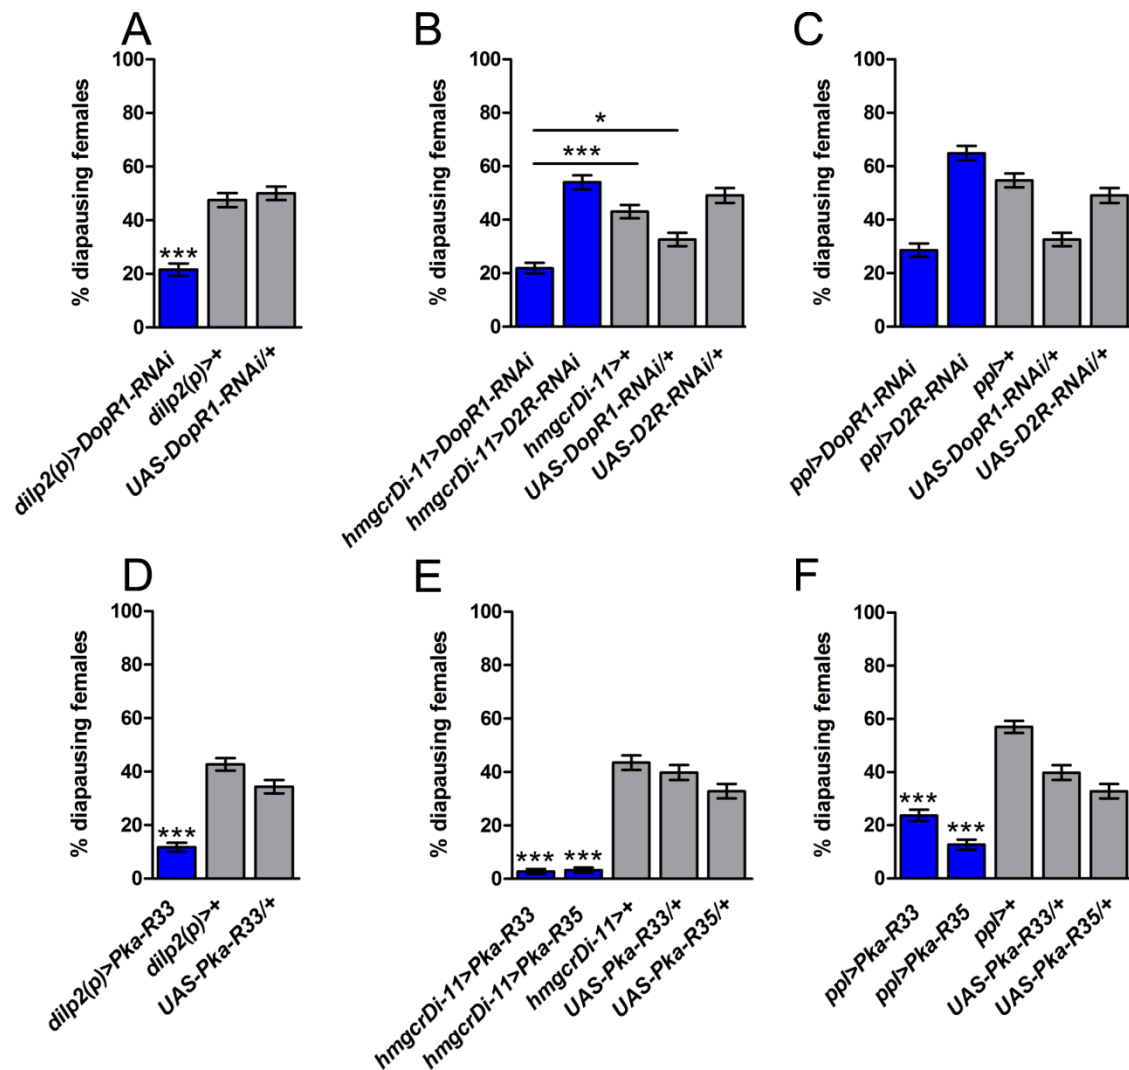 A
% diapausing females
100
80
60
40
20
0
***
dilp2(p)>DopR1-RNAi
dilp2(p)>+
UAS-DopR1-RNAi/+
B
% diapausing females
100
80
60
40
20
0
*
***
hmgcrDi-11>DopR1-RNAi
hmgcrDi-11>D2R-RNAi
hmgcrDi-11>+
UAS-DopR1-RNAi/+
UAS-D2R-RNAi/+
C
% diapausing females
100
80
60
40
20
0
ppl>DopR1-RNAi
ppl>D2R-RNAi
ppl>+
UAS-DopR1-RNAi/+
UAS-D2R-RNAi/+
D
% diapausing females
100
80
60
40
20
0
***
dilp2(p)>Pka-R33
dilp2(p)>+
UAS-Pka-R33/+
E
% diapausing females
100
80
60
40
20
0
***
***
hmgcrDi-11>Pka-R33
hmgcrDi-11>Pka-R35
hmgcrDi-11>+
UAS-Pka-R33/+
UAS-Pka-R35/+
F
% diapausing females
100
80
60
40
20
0
***
***
ppl>Pka-R33
ppl>Pka-R35
ppl>+
UAS-Pka-R33/+
UAS-Pka-R35/+